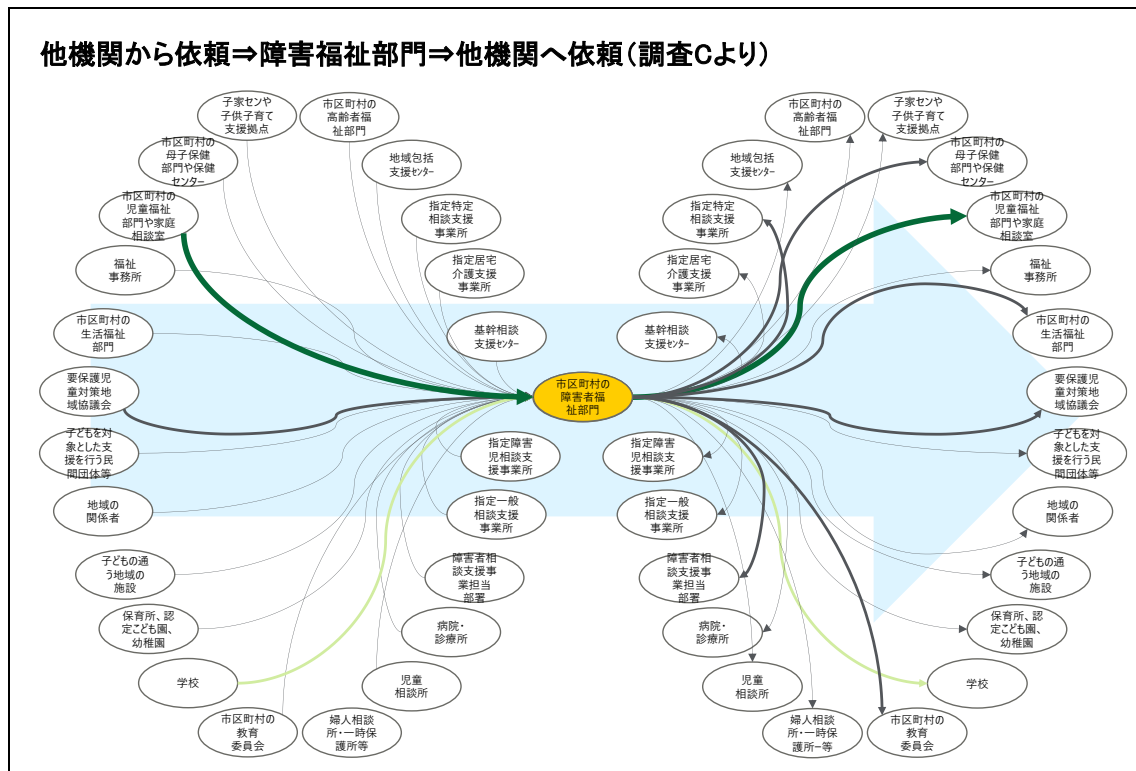 他機関から依頼⇒障害福祉部門⇒他機関へ依頼（調査Cより）
子家センや
子供子育て
支援拠点
市区町村の
高齢者福
祉部門
市区町村の
母子保健
部門や保健
センター
地域包括
支援センター
市区町村の
児童福祉
部門や家庭
相談室
指定特定
相談支援
事業所
福祉
事務所
指定居宅
介護支援
事業所
市区町村の
生活福祉
部門
基幹相談
支援センター
要保護児
童対策地
域協議会
子どもを対
象とした支
援を行う民
間団体等
指定障害
児相談支
援事業所
地域の
関係者
指定一般
相談支援
事業所
子どもの通
う地域の
施設
障害者相
談支援事
業担当
部署
保育所、認
定こども園、
幼稚園
病院・
診療所
学校
児童
相談所
市区町村の
教育
委員会
婦人相談
所・一時保
護所等
市区町村の
障害者福
祉部門
市区町村の
高齢者福
祉部門
子家センや
子供子育て
支援拠点
地域包括
支援センター
市区町村の
母子保健
部門や保健
センター
指定特定
相談支援
事業所
市区町村の
児童福祉
部門や家庭
相談室
指定居宅
介護支援
事業所
福祉
事務所
基幹相談
支援センター
市区町村の
生活福祉
部門
要保護児
童対策地
域協議会
指定障害
児相談支
援事業所
子どもを対
象とした支
援を行う民
間団体等
指定一般
相談支援
事業所
地域の
関係者
障害者相
談支援事
業担当
部署
子どもの通
う地域の
施設
病院・
診療所
保育所、認
定こども園、
幼稚園
児童
相談所
学校
婦人相談
所・一時保
護所ー等
市区町村の
教育
委員会